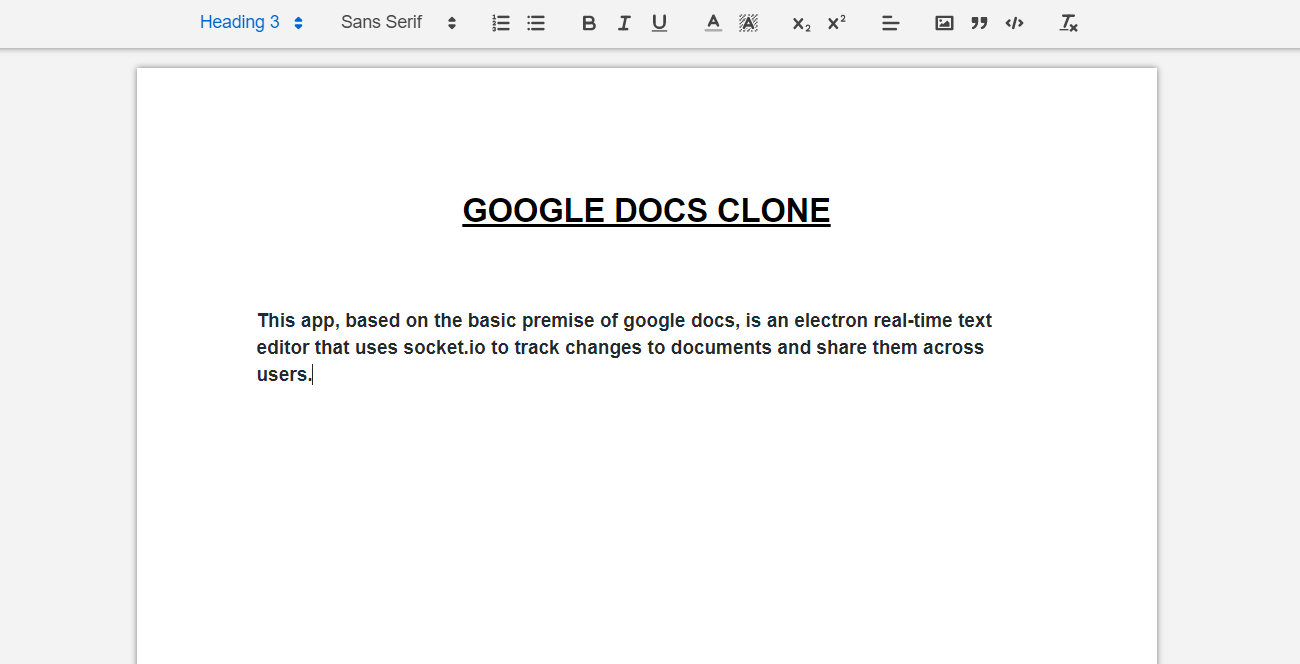 Heading 3 Sans Serif B I U A A x₂ x² Tx
GOOGLE DOCS CLONE
This app, based on the basic premise of google docs, is an electron real-time text
editor that uses socket.io to track changes to documents and share them across
users.